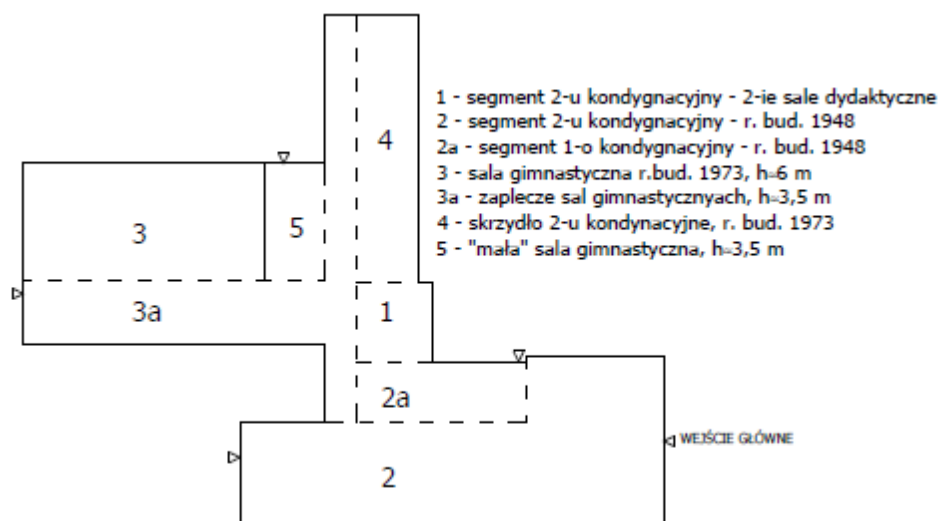 4
1 - segment 2-u kondygnacyjny - 2-ie sale dydaktyczne
2 - segment 2-u kondygnacyjny - r. bud. 1948
2a - segment 1-o kondygnacyjny - r. bud. 1948
3 - sala gimnastyczna r.bud. 1973, h=6 m
3a - zaplecze sal gimnastycznyach, h=3,5 m
4 - skrzydło 2-u kondynacyjne, r. bud. 1973
5 - "mała" sala gimnastyczna, h=3,5 m
3
5
3a
1
2a
2
WEJŚCIE GŁÓWNE